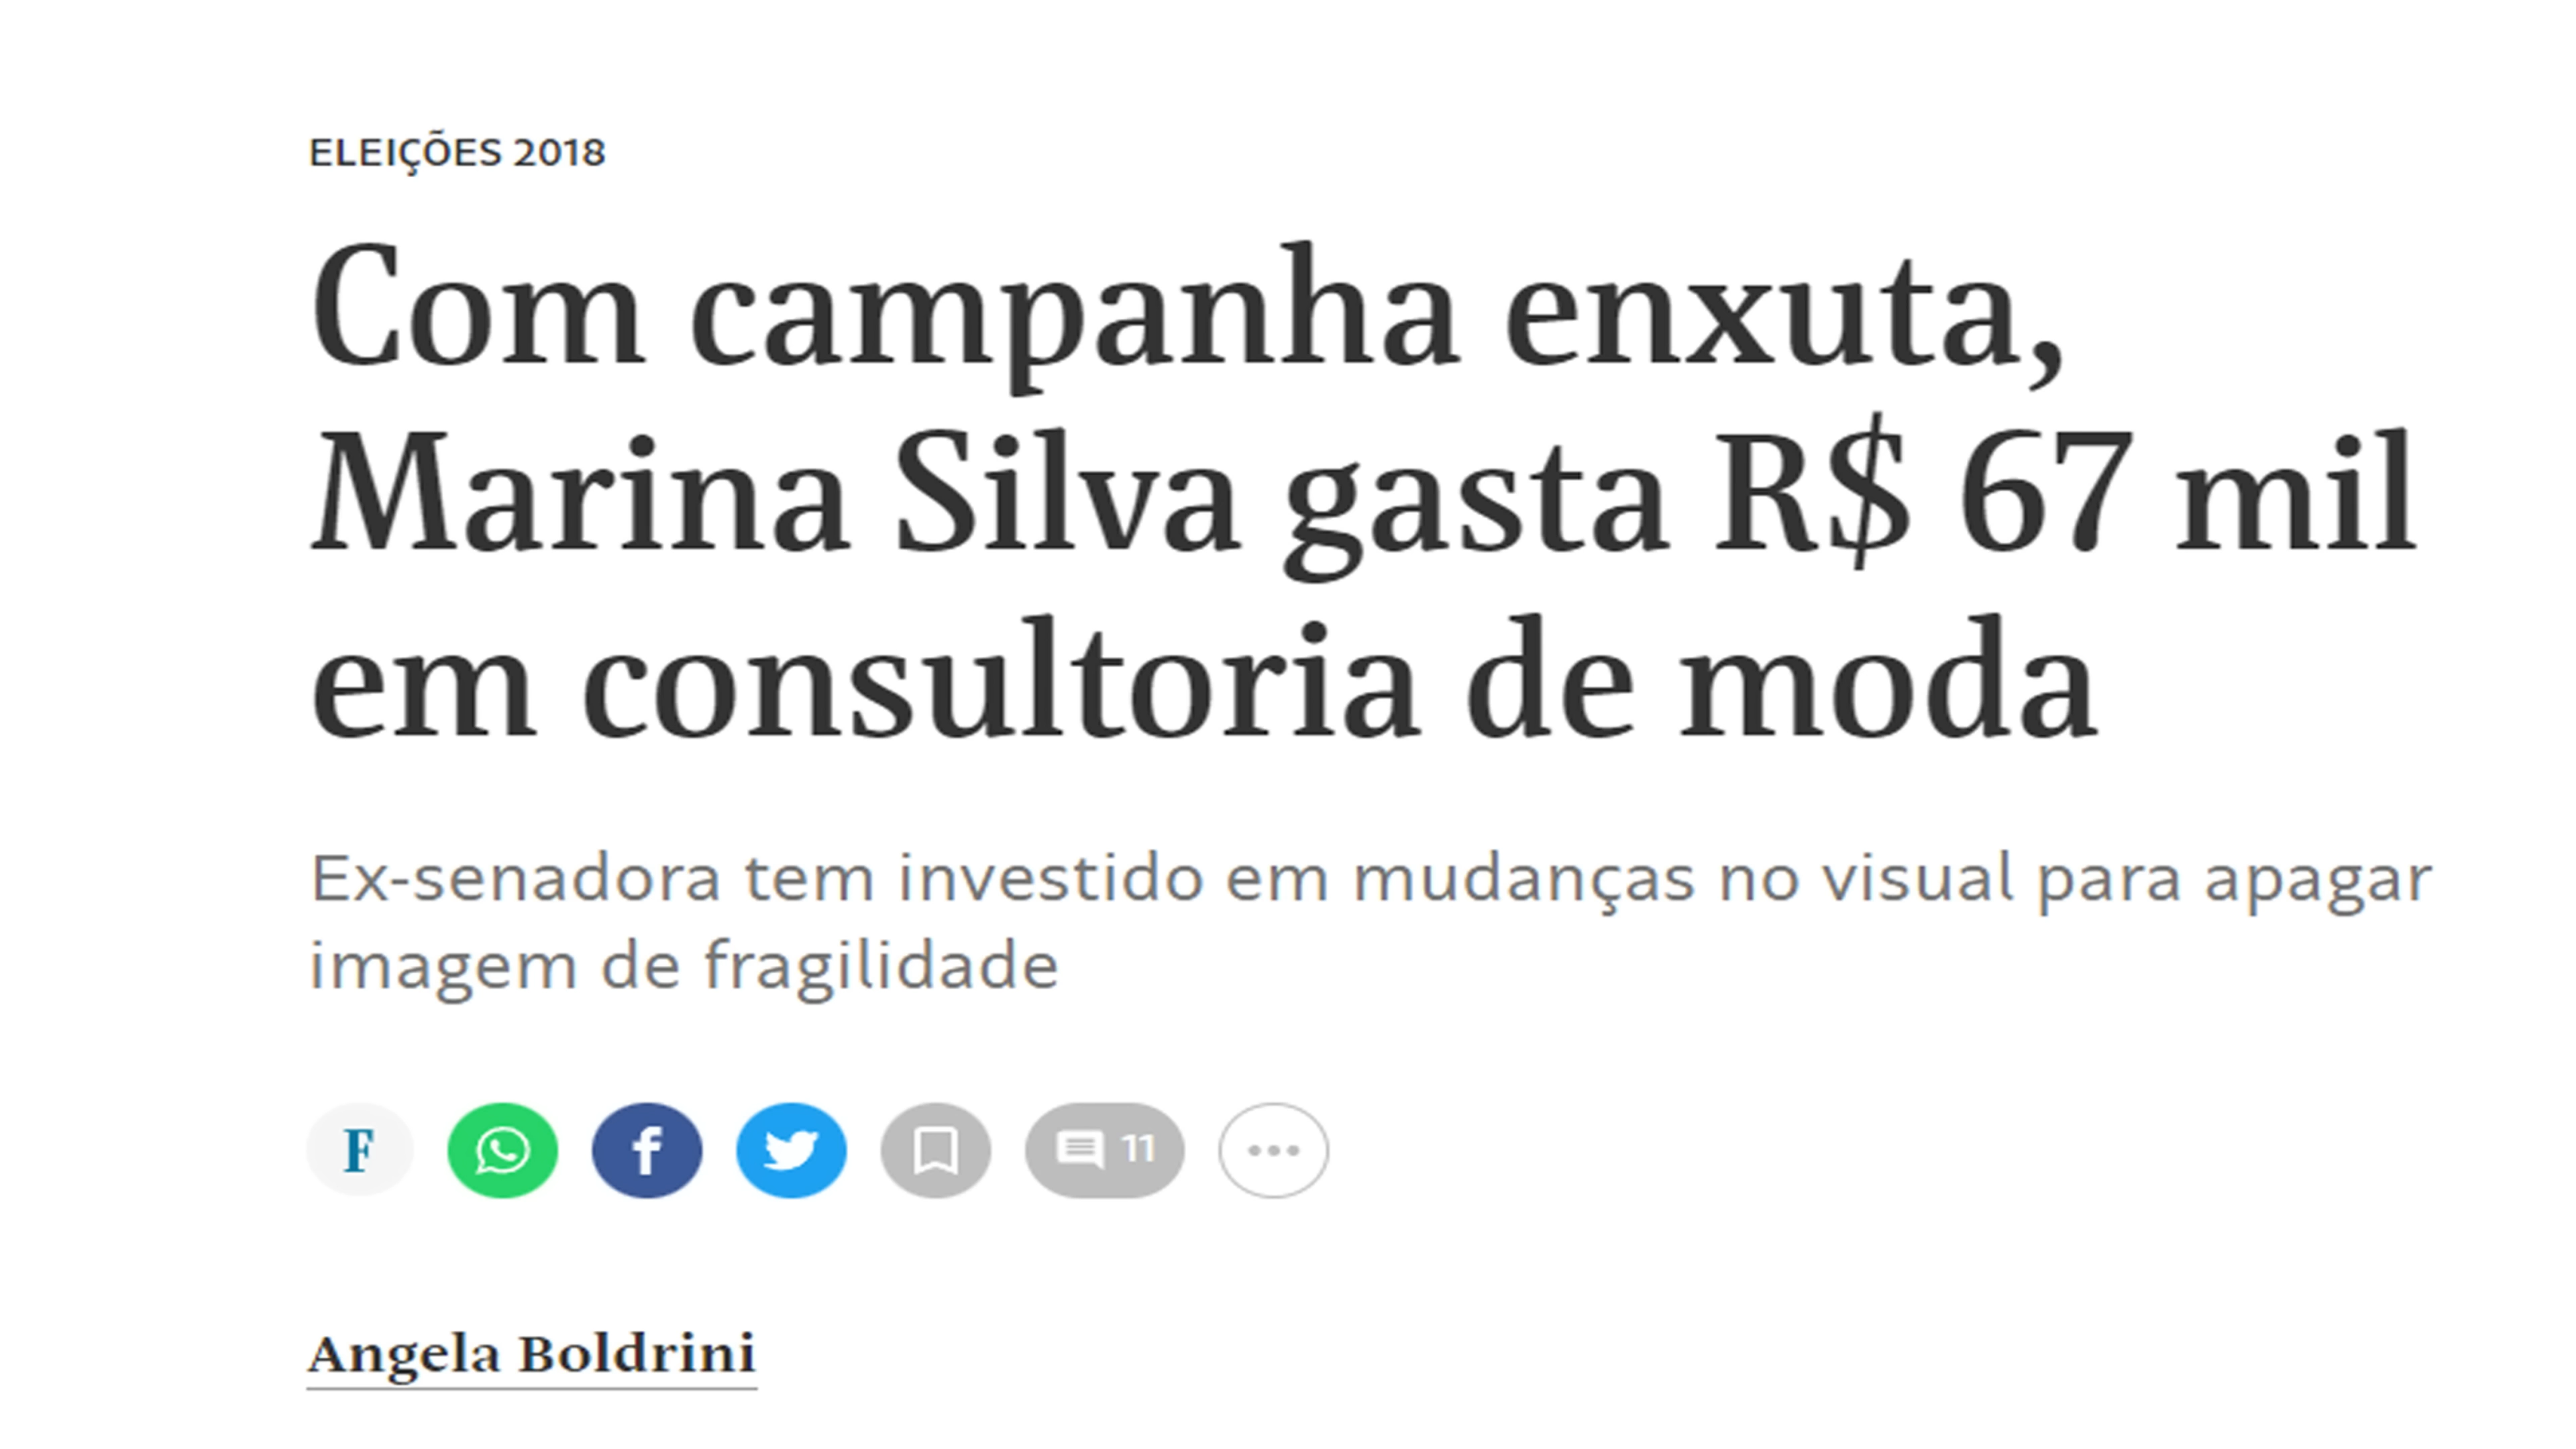 ELEIÇÕES 2018
Com campanha enxuta,
Marina Silva gasta R$ 67 mil
em consultoria de moda
Ex-senadora tem investido em mudanças no visual para apagar
imagem de fragilidade
F f 11
Angela Boldrini